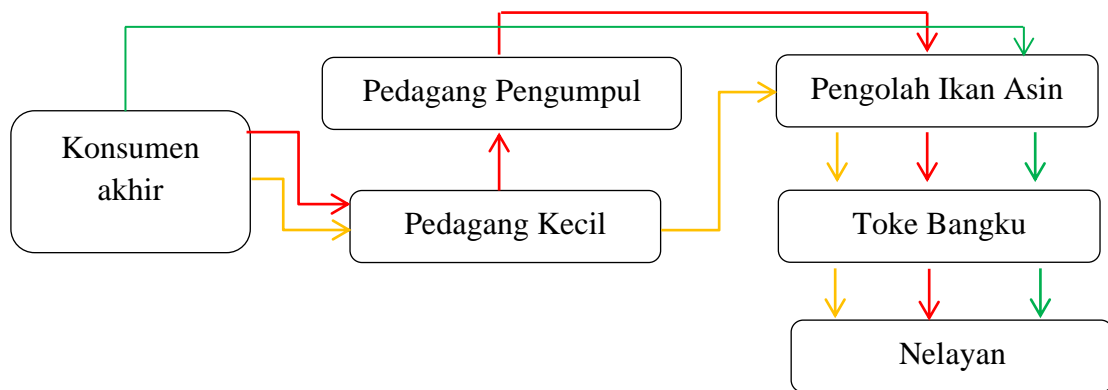 Konsumen
akhir
Pedagang Pengumpul
Pedagang Kecil
Pengolah Ikan Asin
Toke Bangku
Nelayan